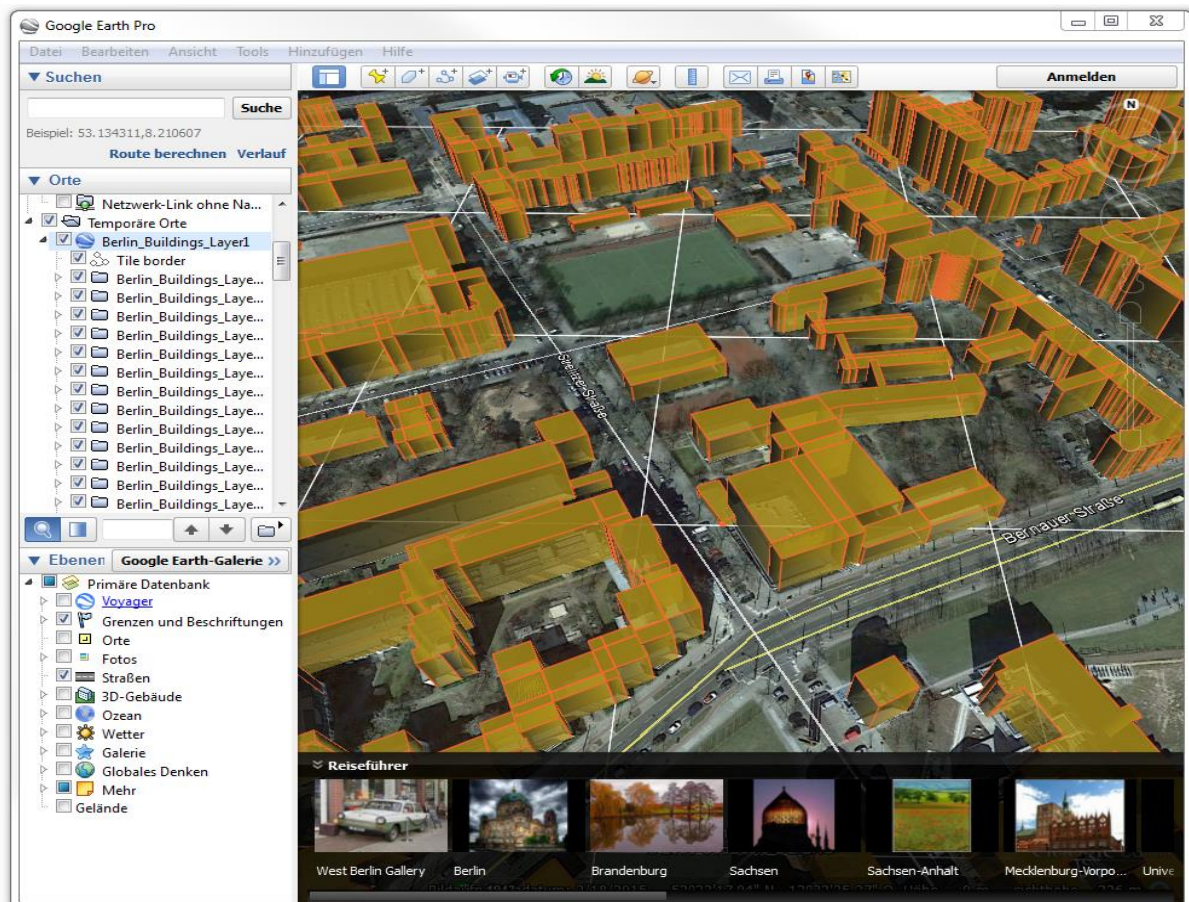 Google Earth Pro
Datei Bearbeiten Ansicht Tools Hinzufügen Hilfe
Suchen
Anmelden
Suche
Beispiel: 53.134311,8.210607
Route berechnen Verlauf
Orte
Netzwerk-Link ohne Na...
Temporäre Orte
Berlin_Buildings_Layer1
Tile border
Berlin_Buildings_Laye...
Berlin_Buildings_Laye...
Berlin_Buildings_Laye...
Berlin_Buildings_Laye...
Berlin_Buildings_Laye...
Berlin_Buildings_Laye...
Berlin_Buildings_Laye...
Berlin_Buildings_Laye...
Berlin_Buildings_Laye...
Berlin_Buildings_Laye...
Berlin_Buildings_Laye...
Berlin_Buildings_Laye...
Berlin_Buildings_Laye...
Ebenen Google Earth-Galerie >>
Primäre Datenbank
Voyager
Grenzen und Beschriftungen
Orte
Fotos
Straßen
3D-Gebäude
Ozean
Wetter
Galerie
Globales Denken
Mehr
Gelände
N
Strelitzer Straße
Bernauer Straße
Reiseführer
West Berlin Gallery Berlin Brandenburg Sachsen Sachsen-Anhalt Mecklenburg-Vorpo... Unive